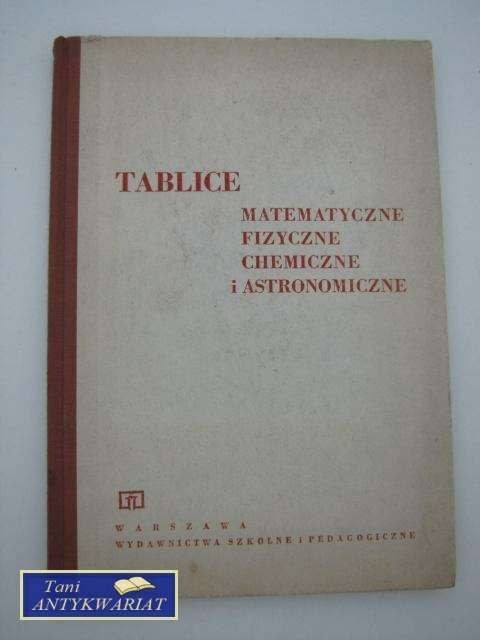 TABLICE
MATEMATYCZNE
FIZYCZNE
CHEMICZNE
i ASTRONOMICZNE
WARSZAWA
WYDAWNICTWA SZKOLNE i PEDAGOGICZNE
Tani
ANTYKWARIAT